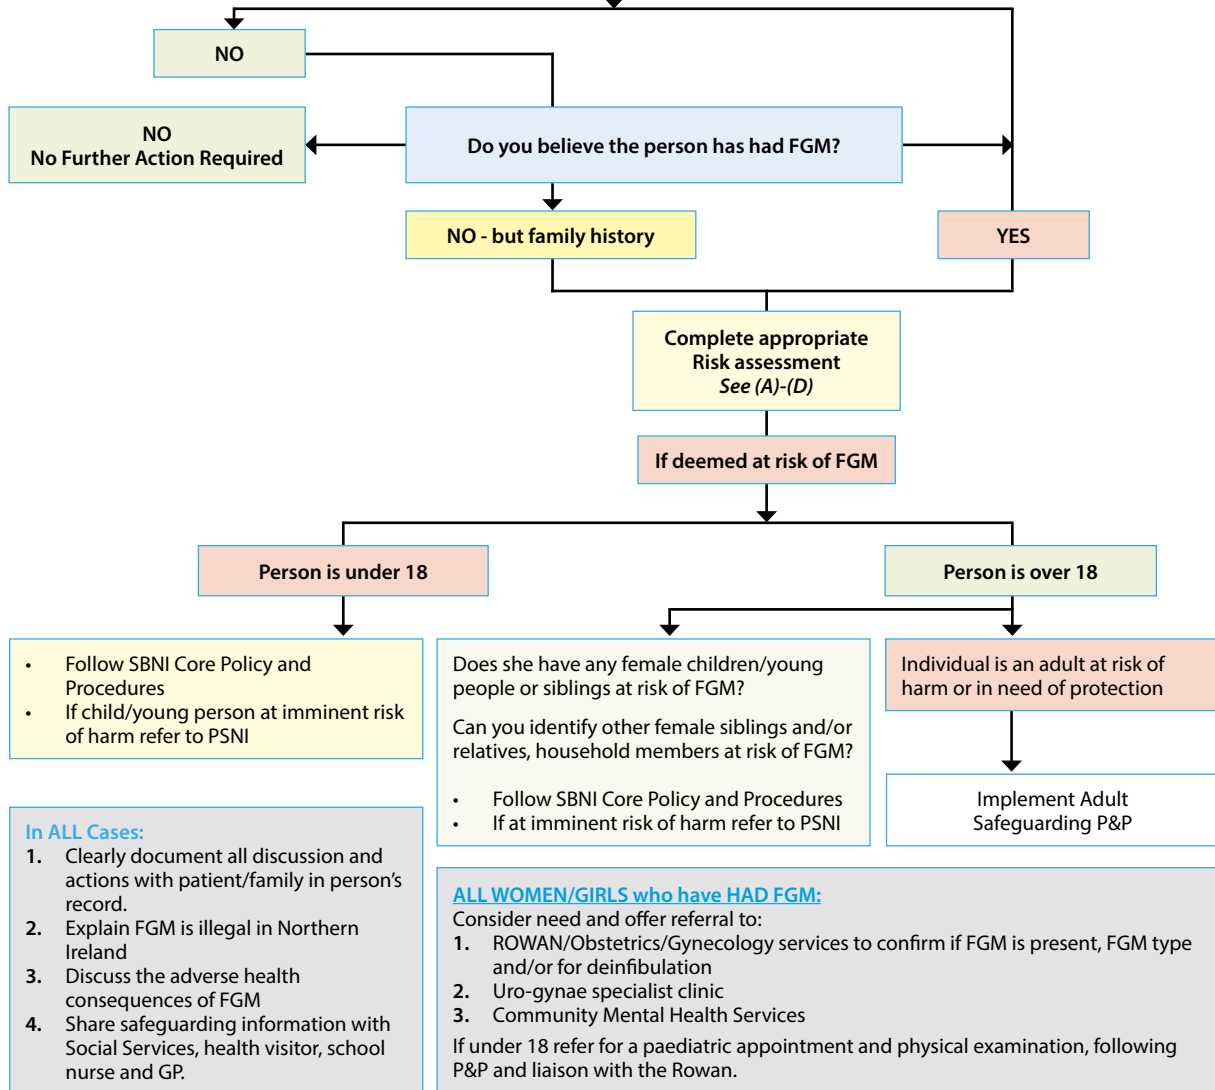 NO
NO
No Further Action Required
Do you believe the person has had FGM?
NO - but family history
YES
Complete appropriate
Risk assessment
See (A)-(D)
If deemed at risk of FGM
Person is under 18
Person is over 18
• Follow SBNI Core Policy and
Procedures
• If child/young person at imminent risk
of harm refer to PSNI
Does she have any female children/young
people or siblings at risk of FGM?
Can you identify other female siblings and/or
relatives, household members at risk of FGM?
• Follow SBNI Core Policy and Procedures
• If at imminent risk of harm refer to PSNI
Individual is an adult at risk of
harm or in need of protection
Implement Adult
Safeguarding P&P
In ALL Cases:
1. Clearly document all discussion and
actions with patient/family in person's
record.
2. Explain FGM is illegal in Northern
Ireland
3. Discuss the adverse health
consequences of FGM
4. Share safeguarding information with
Social Services, health visitor, school
nurse and GP.
ALL WOMEN/GIRLS who have HAD FGM:
Consider need and offer referral to:
1. ROWAN/Obstetrics/Gynecology services to confirm if FGM is present, FGM type
and/or for deinfibulation
2. Uro-gynae specialist clinic
3. Community Mental Health Services
If under 18 refer for a paediatric appointment and physical examination, following
P&P and liaison with the Rowan.